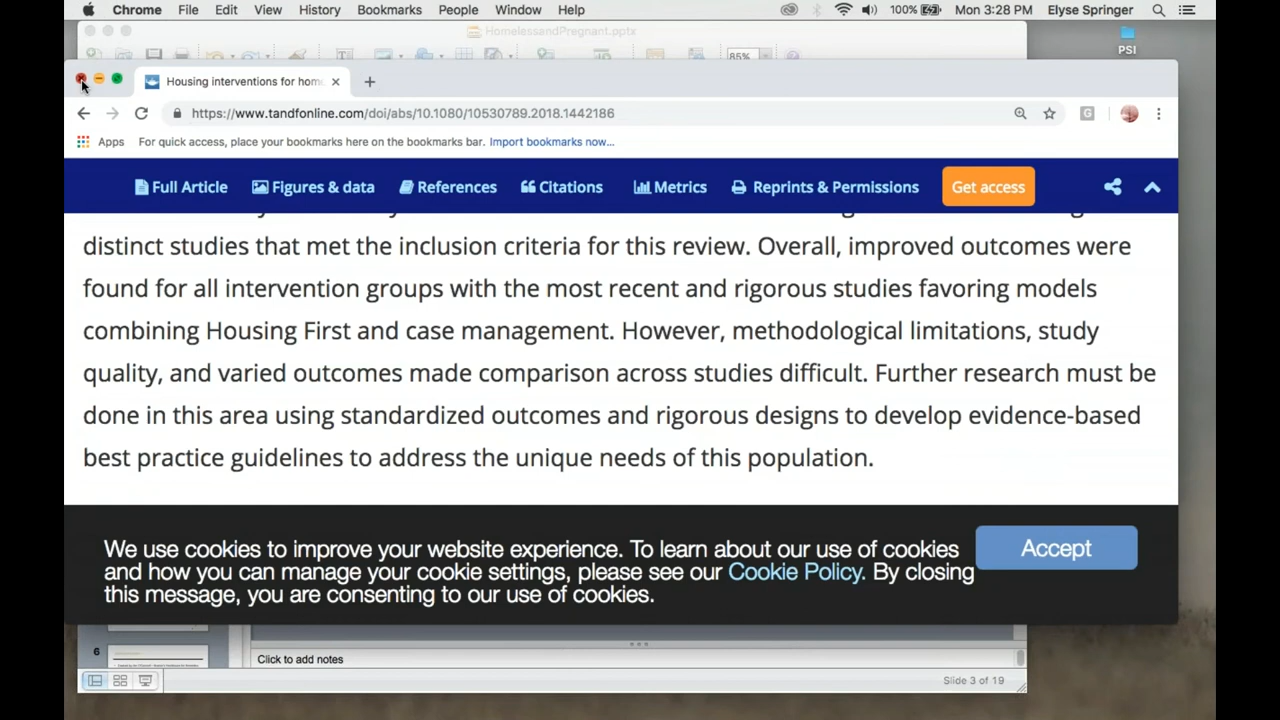 Chrome File Edit View History Bookmarks People Window Help 100% Mon 3:28 PM Elyse Springer
HomelessandPregnant.pptx
PSI
85%
Housing interventions for hom
https://www.tandfonline.com/doi/abs/10.1080/10530789.2018.1442186
G
Apps For quick access, place your bookmarks here on the bookmarks bar. Import bookmarks now...
Full Article Figures & data References Citations Metrics Reprints & Permissions Get access
distinct studies that met the inclusion criteria for this review. Overall, improved outcomes were
found for all intervention groups with the most recent and rigorous studies favoring models
combining Housing First and case management. However, methodological limitations, study
quality, and varied outcomes made comparison across studies difficult. Further research must be
done in this area using standardized outcomes and rigorous designs to develop evidence-based
best practice guidelines to address the unique needs of this population.
We use cookies to improve your website experience. To learn about our use of cookies
and how you can manage your cookie settings, please see our Cookie Policy. By closing
this message, you are consenting to our use of cookies.
Accept
6
Click to add notes
Slide 3 of 19